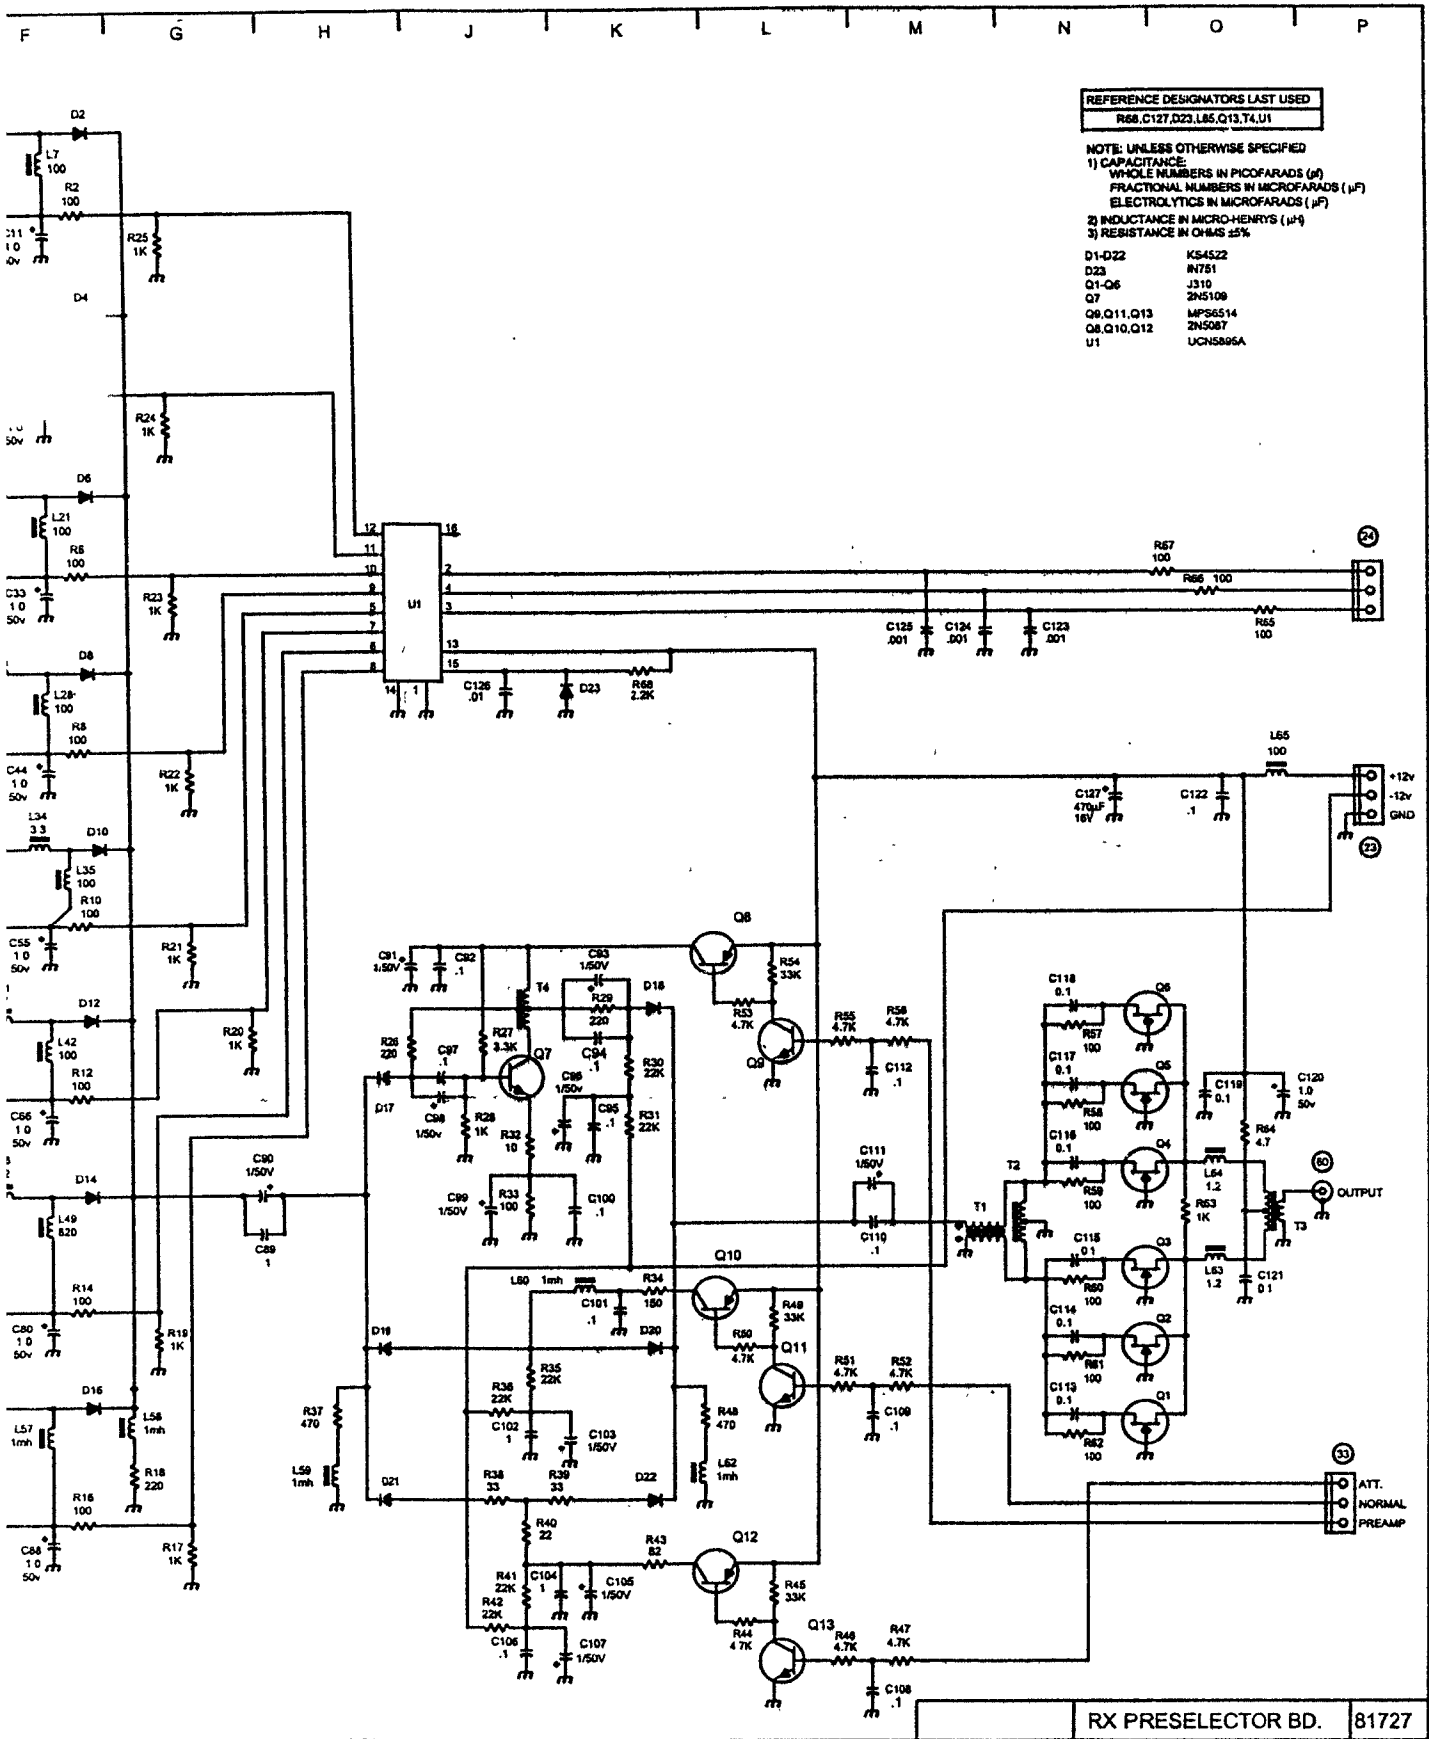 F G H J K L M N O P
REFERENCE DESIGNATORS LAST USED
R68,C127,D23,L65,Q13,T4,U1
NOTE: UNLESS OTHERWISE SPECIFIED
1) CAPACITANCE:
WHOLE NUMBERS IN PICOFARADS (pf)
FRACTIONAL NUMBERS IN MICROFARADS ( µF)
ELECTROLYTICS IN MICROFARADS ( µF)
2) INDUCTANCE IN MICRO-HENRYS ( µH)
3) RESISTANCE IN OHMS ±5%
D1-D22 KS4522
D23 IN751
Q1-Q6 J310
Q7 2N5109
Q9,Q11,Q13 MPS6514
Q8,Q10,Q12 2N5087
U1 UCN5895A
D2
L7
100
R2
100
C11
1 0
50v
R25
1K
D4
R24
1K
50v
D6
L21
100
R5
100
C33
1 0
50v
R23
1K
12
11
10
9
5
7
6
8
U1
16
2
4
3
13
15
14 1
R67
100
R66 100
R65
100
24
C125
.001
C124
.001
C123
.001
C126
.01
D23
R68
2.2K
D8
L28
100
R8
100
C44
1 0
50v
R22
1K
L65
100
C127
470µF
16V
C122
.1
+12v
-12v
GND
23
L34
3.3
D10
L35
100
R10
100
C55
1 0
50v
R21
1K
Q8
C91
1/50V
C92
.1
C93
1/50V
R54
33K
D12
L42
100
R12
100
C66
1 0
50v
R20
1K
T4
R29
220
D18
R53
4.7K
R55
4.7K
R56
4.7K
R26
220
C97
.1
R27
3.3K
Q7
C94
.1
Q9
C112
.1
R30
22K
D17
C98
1/50v
R28
1K
C96
1/50v
C95
.1
R31
22K
R32
10
C118
0.1
Q6
R57
100
C117
0.1
Q5
R58
100
C119
0.1
C120
1.0
50v
C116
0.1
Q4
R64
4.7
R59
100
L64
1.2
60
OUTPUT
T3
D14
L49
820
C90
1/50V
C89
1
C99
1/50V
R33
100
C100
.1
C111
1/50V
C110
.1
T1
T2
R63
1K
C115
0 1
Q3
R60
100
L63
1.2
C121
0 1
R14
100
C80
1 0
50v
R19
1K
Q10
L60 1mh
R34
150
C101
.1
R49
33K
D19
D20
R50
4.7K
Q11
C114
0.1
Q2
R61
100
R35
22K
R36
22K
R51
4.7K
R52
4.7K
D16
L57
1mh
L58
1mh
R37
470
C102
1
C103
1/50V
R48
470
C109
.1
C113
0.1
Q1
R62
100
L59
1mh
D21
R38
33
R39
33
D22
L62
1mh
33
ATT.
NORMAL
PREAMP
R18
220
R16
100
C88
1 0
50v
R17
1K
R40
22
R43
82
Q12
R41
22K
C104
1
C105
1/50V
R45
33K
R42
22K
C106
.1
C107
1/50V
R44
4 7K
Q13
R46
4.7K
R47
4.7K
C108
.1
RX PRESELECTOR BD. 81727